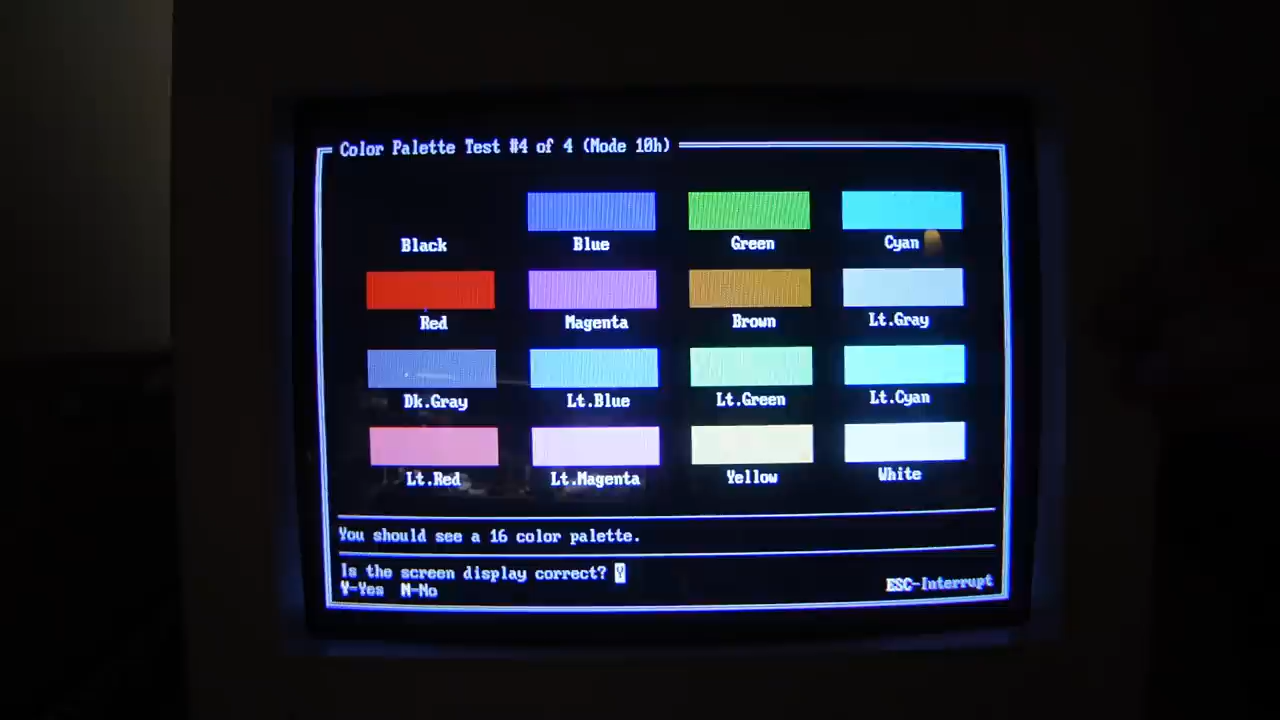 Color Palette Test #4 of 4 (Mode 10h)
Black Blue Green Cyan
Red Magenta Brown Lt.Gray
Dk.Gray Lt.Blue Lt.Green Lt.Cyan
Lt.Red Lt.Magenta Yellow White
You should see a 16 color palette.
Is the screen display correct? Y
Y-Yes N-No ESC-Interrupt